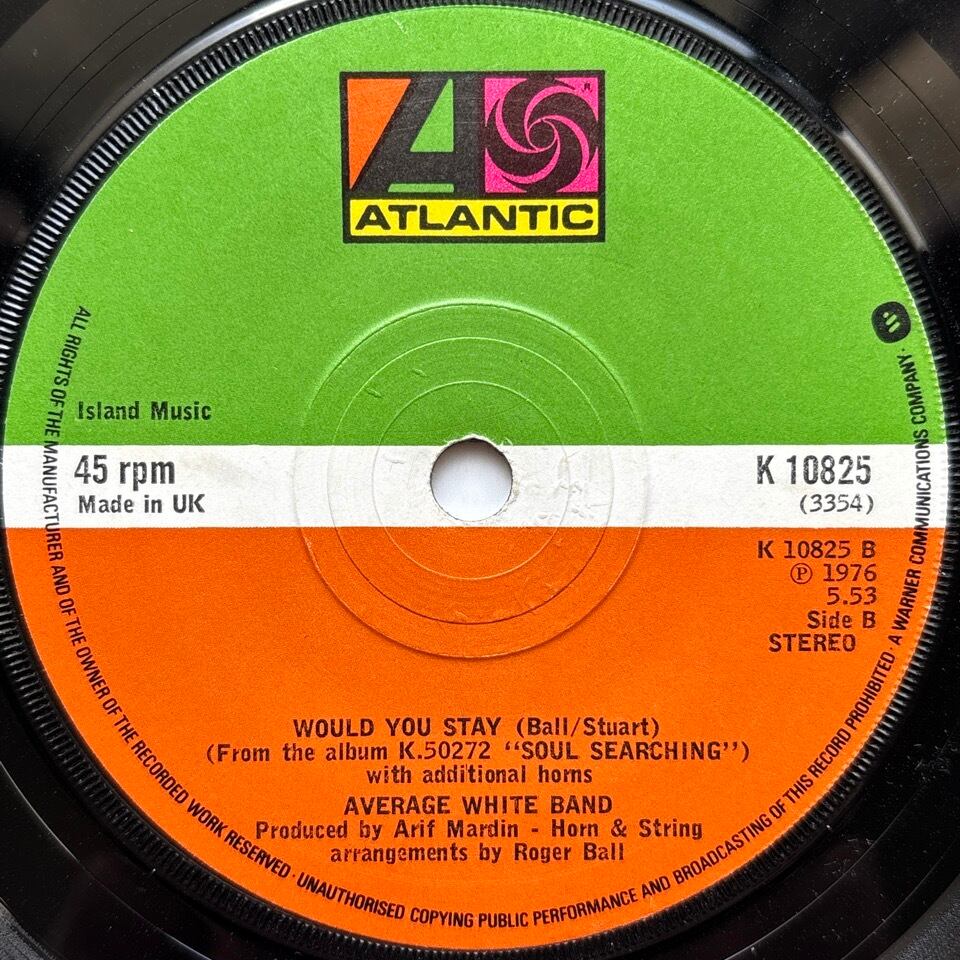 ATLANTIC
Island Music
45 rpm
Made in UK
K 10825
(3354)
K 10825 B
℗ 1976
5.53
Side B
STEREO
WOULD YOU STAY (Ball/Stuart)
(From the album K.50272 "SOUL SEARCHING")
with additional horns
AVERAGE WHITE BAND
Produced by Arif Mardin - Horn & String
arrangements by Roger Ball
ALL RIGHTS OF THE MANUFACTURER AND OF THE OWNER OF THE RECORDED WORK RESERVED · UNAUTHORISED COPYING PUBLIC PERFORMANCE AND BROADCASTING OF THIS RECORD PROHIBITED · A WARNER COMMUNICATIONS COMPANY ·